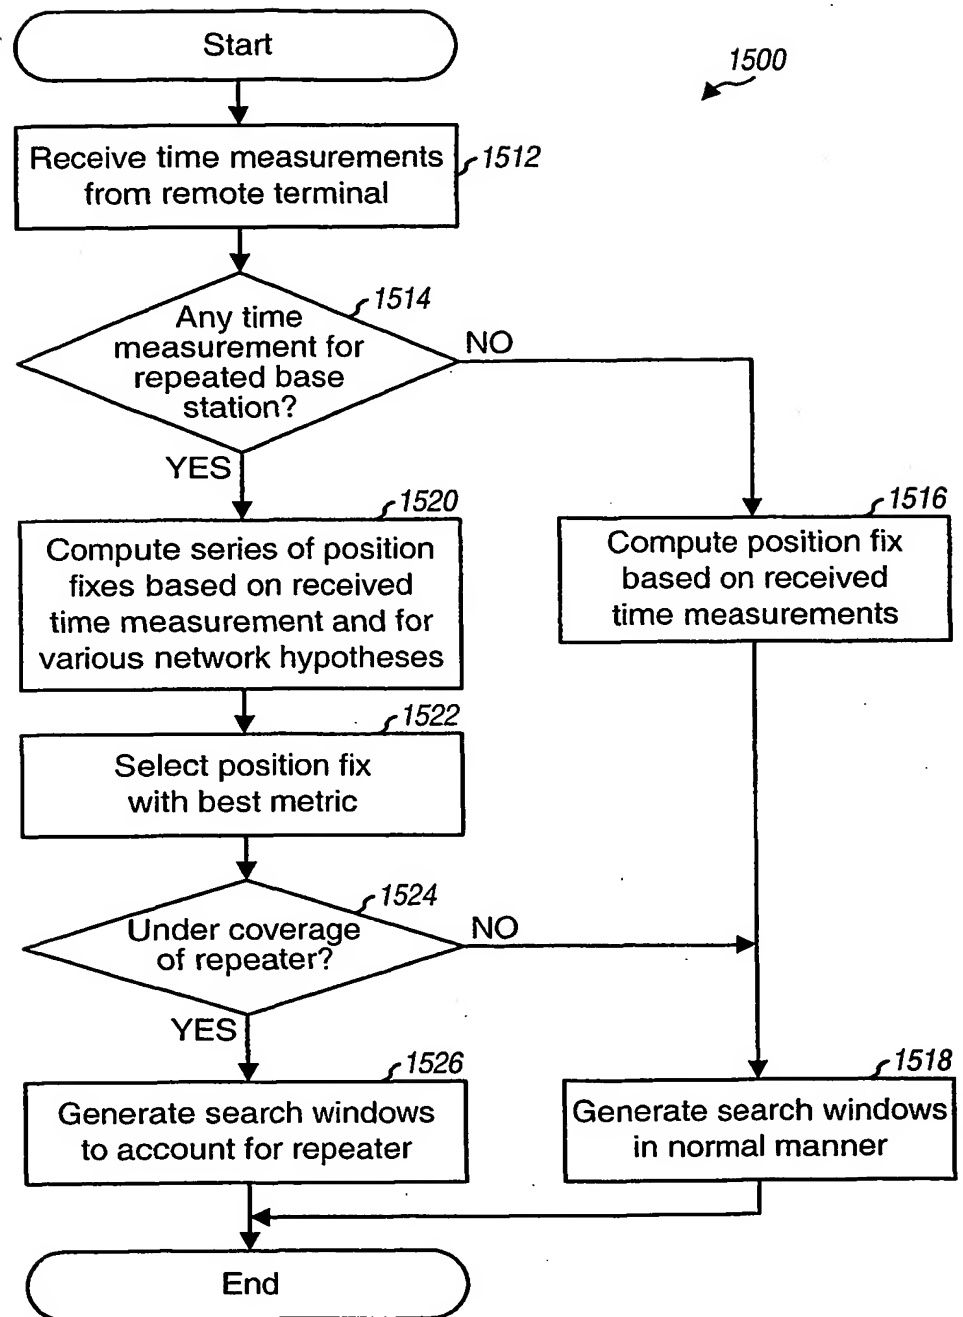 Start
1500
Receive time measurements
from remote terminal
1512
Any time
measurement for
repeated base
station?
1514
NO
YES
Compute series of position
fixes based on received
time measurement and for
various network hypotheses
1520
Compute position fix
based on received
time measurements
1516
Select position fix
with best metric
1522
Under coverage
of repeater?
1524
NO
YES
Generate search windows
to account for repeater
1526
Generate search windows
in normal manner
1518
End